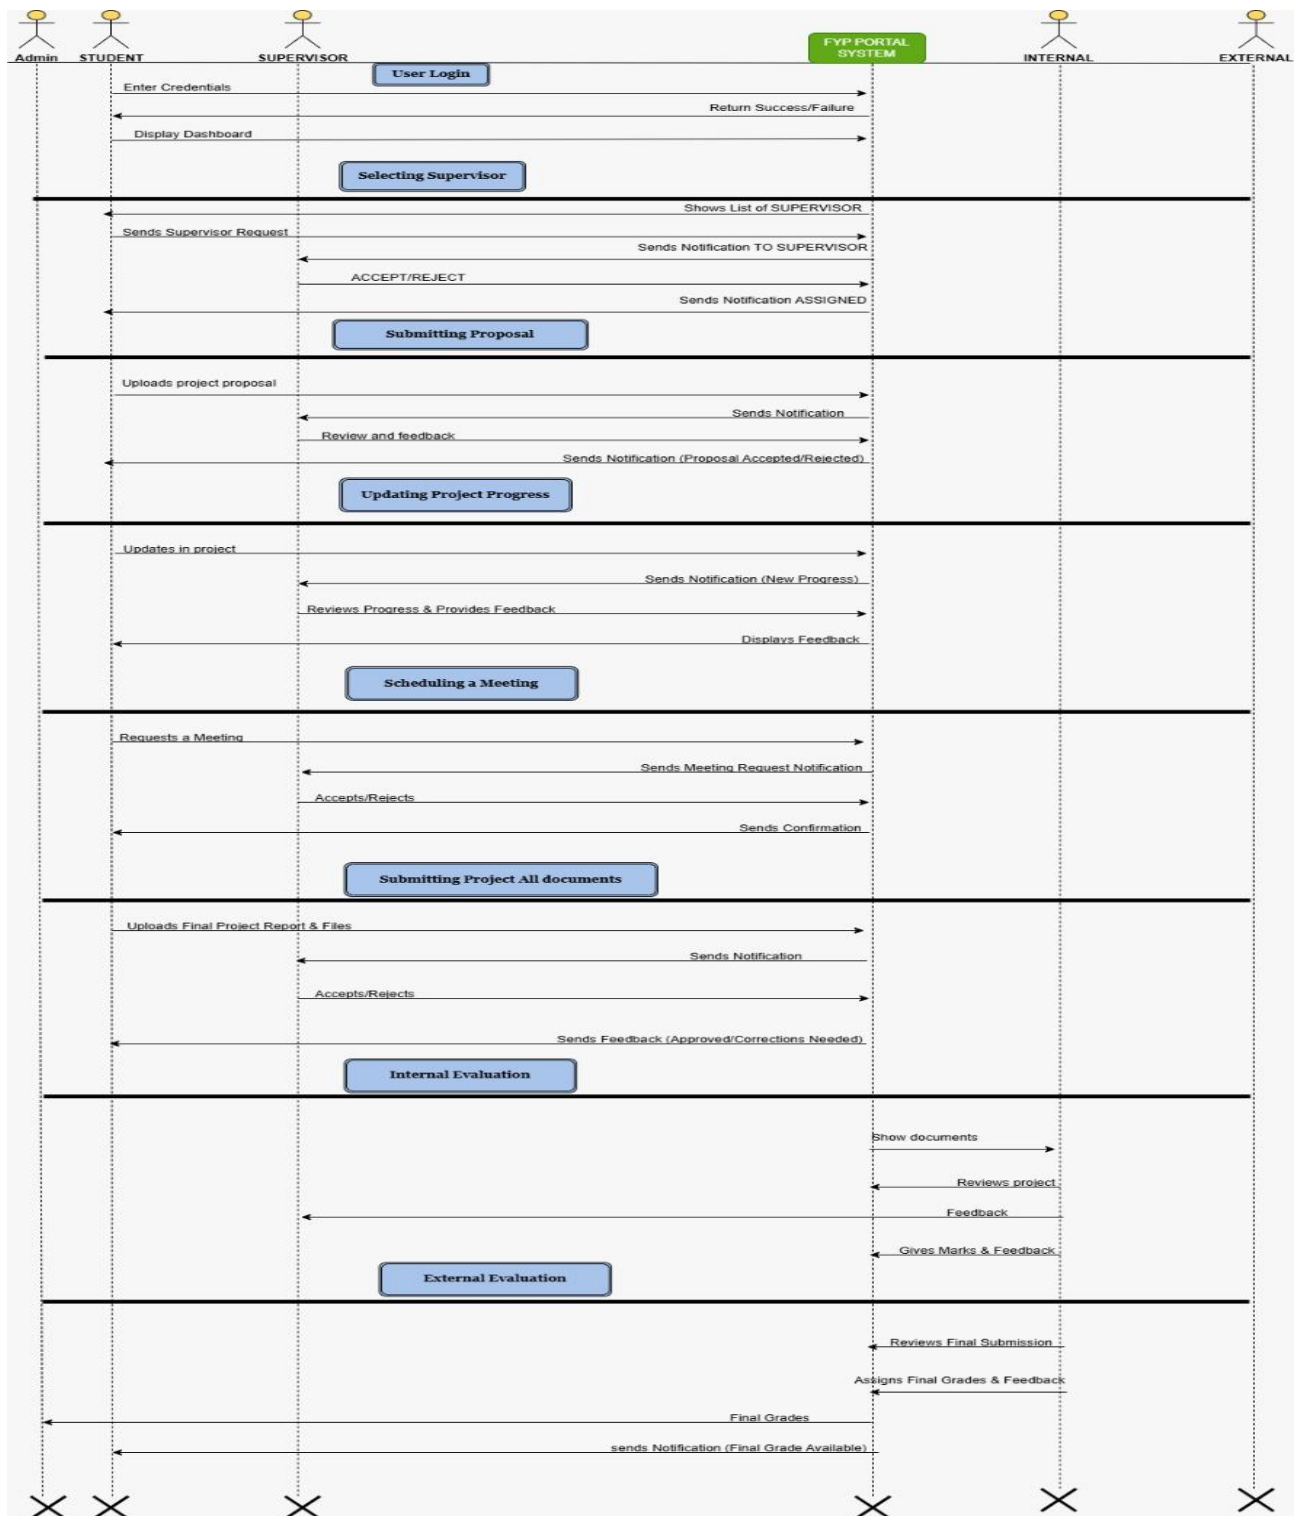 Admin
STUDENT
SUPERVISOR
FYP PORTAL
SYSTEM
INTERNAL
EXTERNAL
User Login
Enter Credentials
Return Success/Failure
Display Dashboard
Selecting Supervisor
Shows List of SUPERVISOR
Sends Supervisor Request
Sends Notification TO SUPERVISOR
ACCEPT/REJECT
Sends Notification ASSIGNED
Submitting Proposal
Uploads project proposal
Sends Notification
Review and feedback
Sends Notification (Proposal Accepted/Rejected)
Updating Project Progress
Updates in project
Sends Notification (New Progress)
Reviews Progress & Provides Feedback
Displays Feedback
Scheduling a Meeting
Requests a Meeting
Sends Meeting Request Notification
Accepts/Rejects
Sends Confirmation
Submitting Project All documents
Uploads Final Project Report & Files
Sends Notification
Accepts/Rejects
Sends Feedback (Approved/Corrections Needed)
Internal Evaluation
Show documents
Reviews project
Feedback
Gives Marks & Feedback
External Evaluation
Reviews Final Submission
Assigns Final Grades & Feedback
Final Grades
sends Notification (Final Grade Available)